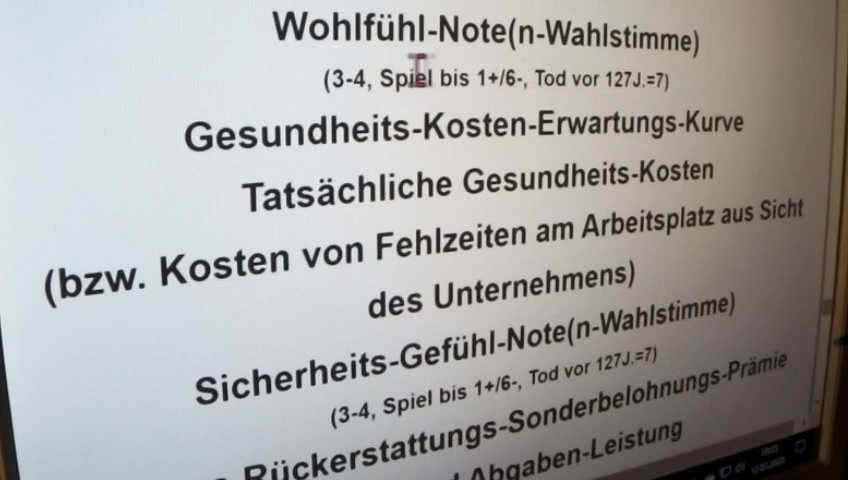 Wohlfühl-Note(n-Wahlstimme)
(3-4, Spiel bis 1+/6-, Tod vor 127J.=7)
Gesundheits-Kosten-Erwartungs-Kurve
Tatsächliche Gesundheits-Kosten
(bzw. Kosten von Fehlzeiten am Arbeitsplatz aus Sicht
des Unternehmens)
Sicherheits-Gefühl-Note(n-Wahlstimme)
(3-4, Spiel bis 1+/6-, Tod vor 127J.=7)
Rückerstattungs-Sonderbelohnungs-Prämie
Abgaben-Leistung